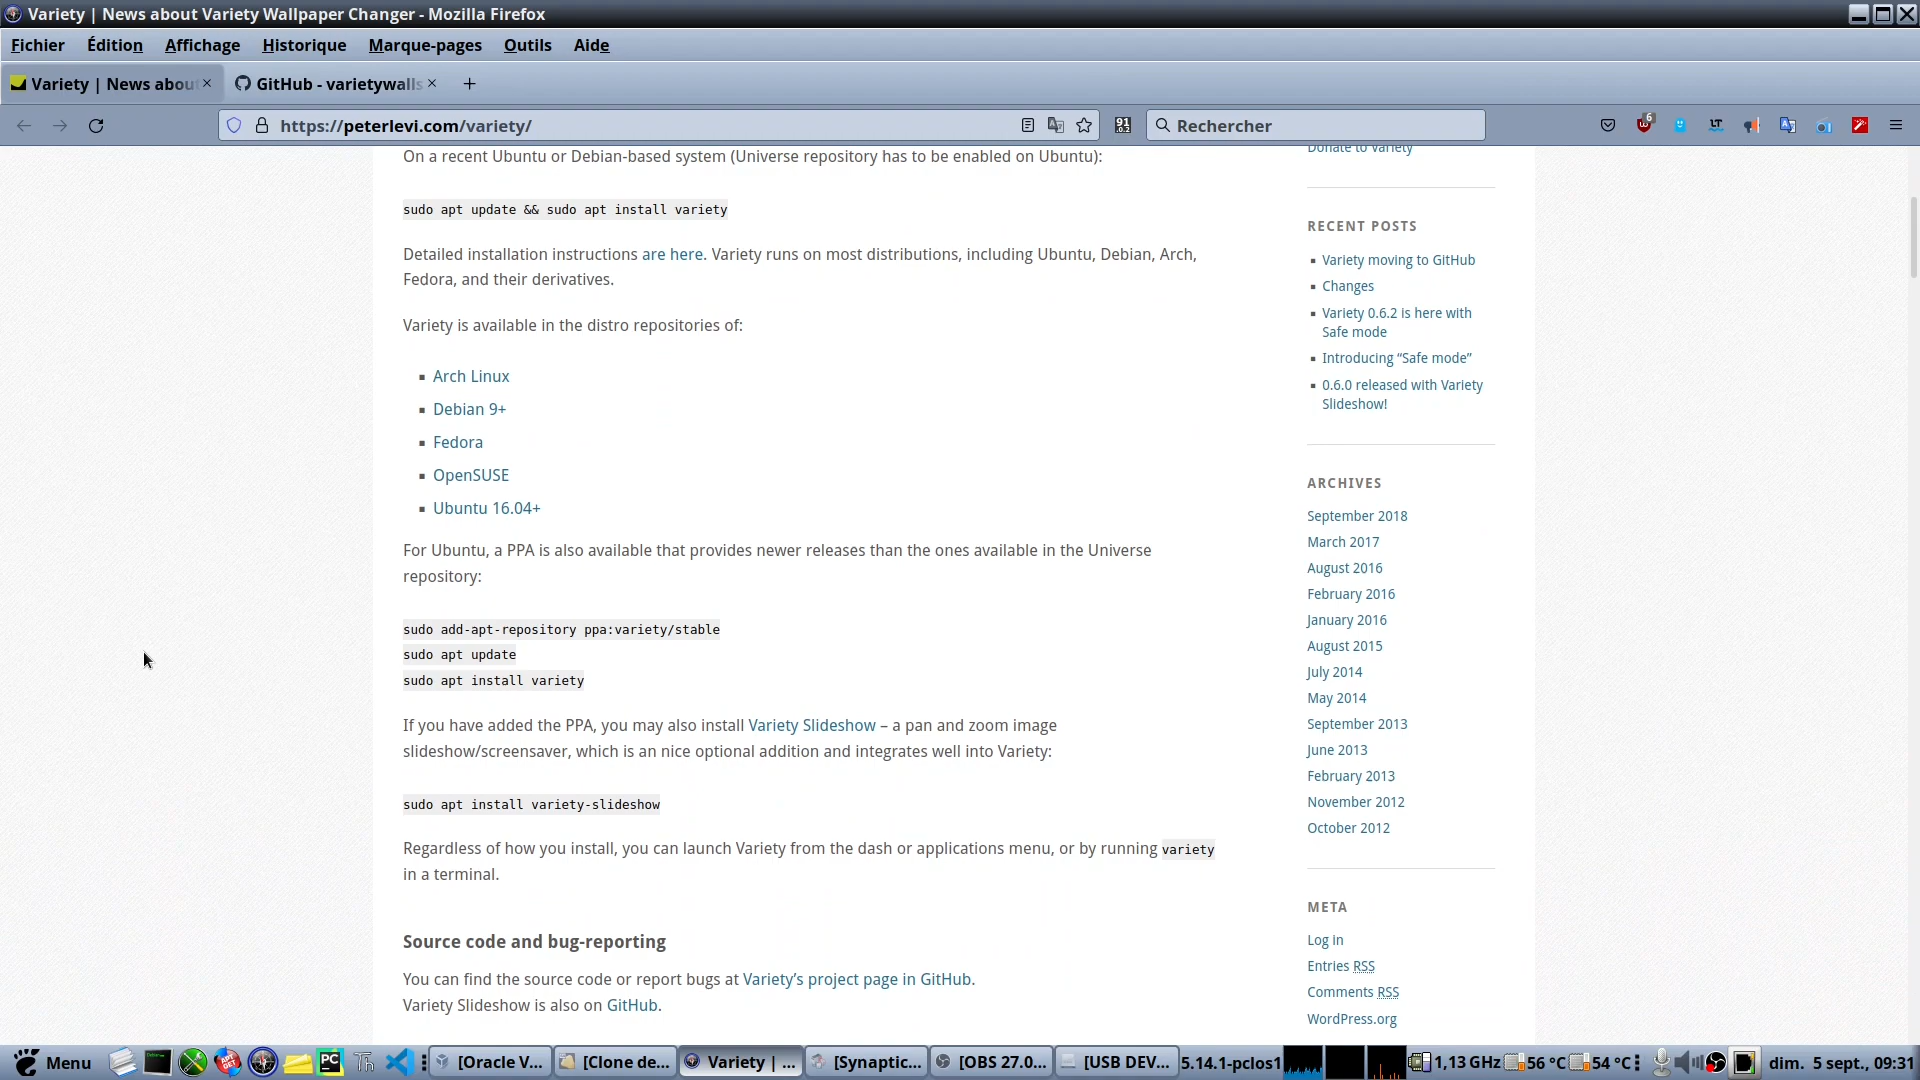 Variety | News about Variety Wallpaper Changer - Mozilla Firefox
Fichier Édition Affichage Historique Marque-pages Outils Aide
Variety | News about × GitHub - varietywalls × +
https://peterlevi.com/variety/ Rechercher 6
On a recent Ubuntu or Debian-based system (Universe repository has to be enabled on Ubuntu):
sudo apt update && sudo apt install variety
Detailed installation instructions are here. Variety runs on most distributions, including Ubuntu, Debian, Arch,
Fedora, and their derivatives.
Variety is available in the distro repositories of:
▪ Arch Linux
▪ Debian 9+
▪ Fedora
▪ OpenSUSE
▪ Ubuntu 16.04+
For Ubuntu, a PPA is also available that provides newer releases than the ones available in the Universe
repository:
sudo add-apt-repository ppa:variety/stable
sudo apt update
sudo apt install variety
If you have added the PPA, you may also install Variety Slideshow – a pan and zoom image
slideshow/screensaver, which is an nice optional addition and integrates well into Variety:
sudo apt install variety-slideshow
Regardless of how you install, you can launch Variety from the dash or applications menu, or by running variety
in a terminal.
Source code and bug-reporting
You can find the source code or report bugs at Variety’s project page in GitHub.
Variety Slideshow is also on GitHub.
Donate to Variety
RECENT POSTS
▪ Variety moving to GitHub
▪ Changes
▪ Variety 0.6.2 is here with
Safe mode
▪ Introducing “Safe mode”
▪ 0.6.0 released with Variety
Slideshow!
ARCHIVES
September 2018
March 2017
August 2016
February 2016
January 2016
August 2015
July 2014
May 2014
September 2013
June 2013
February 2013
November 2012
October 2012
META
Log in
Entries RSS
Comments RSS
WordPress.org
Menu PC [Oracle V... [Clone de... Variety | ... [Synaptic... [OBS 27.0... [USB DEV... 5.14.1-pclos1 1,13 GHz 56 °C 54 °C dim. 5 sept., 09:31